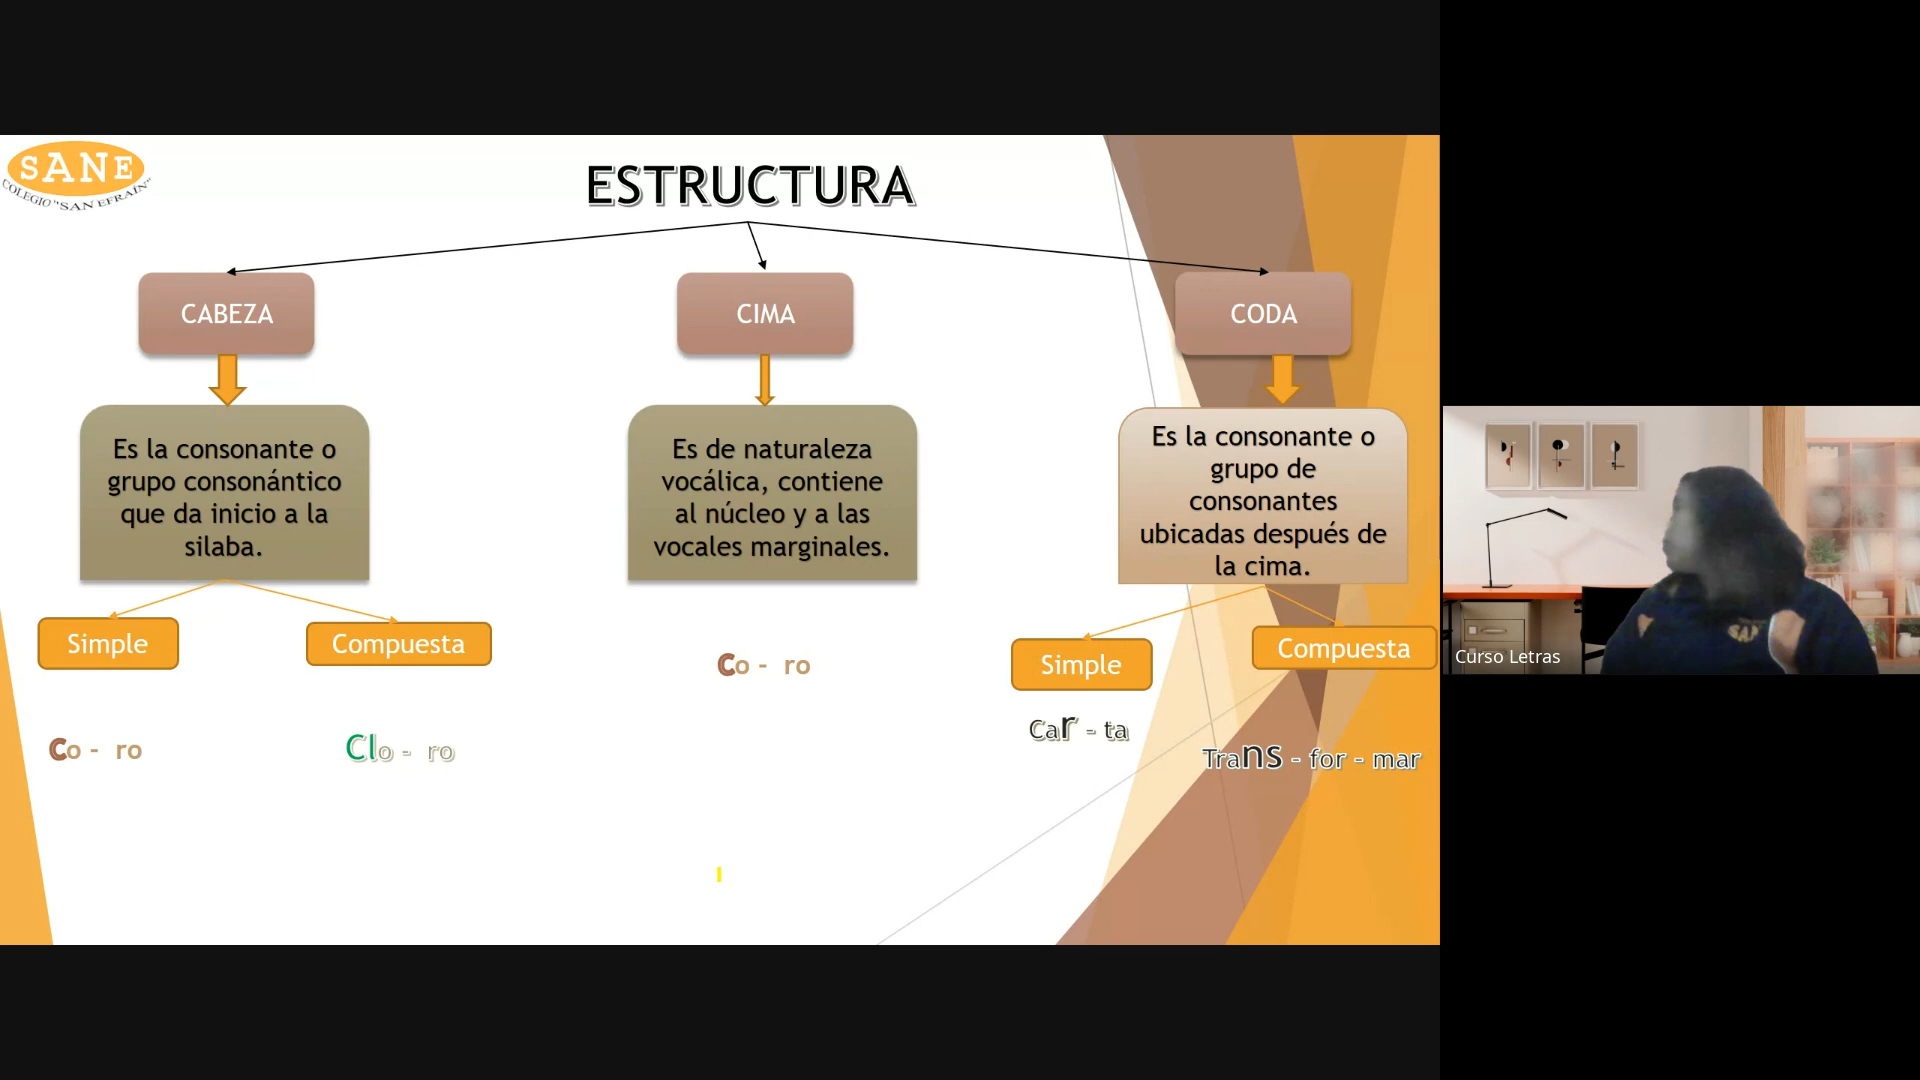 SANE
COLEGIO "SAN EFRAÍN"
ESTRUCTURA
CABEZA
CIMA
CODA
Es la consonante o
grupo consonántico
que da inicio a la
silaba.
Es de naturaleza
vocálica, contiene
al núcleo y a las
vocales marginales.
Es la consonante o
grupo de
consonantes
ubicadas después de
la cima.
Simple
Compuesta
Co - ro
Clo - ro
Co - ro
Simple
Compuesta
Car - ta
Trans - for - mar
Curso Letras